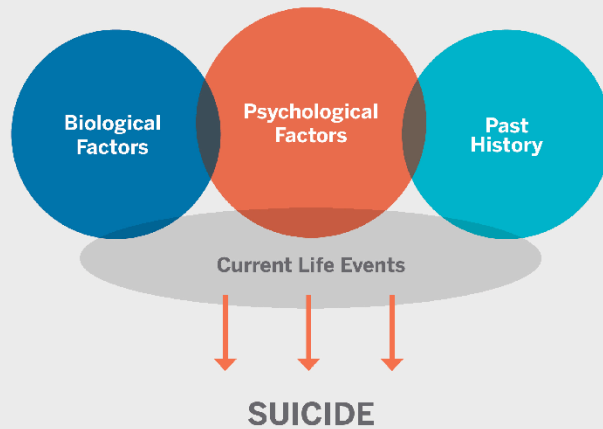 Biological
Factors
Psychological
Factors
Past
History
Current Life Events
SUICIDE